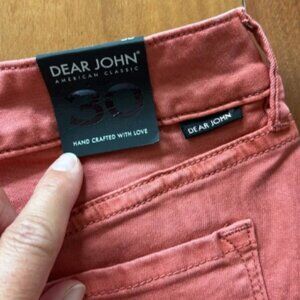 DEAR JOHN
AMERICAN CLASSIC
30
HAND CRAFTED WITH LOVE
DEAR JOHN